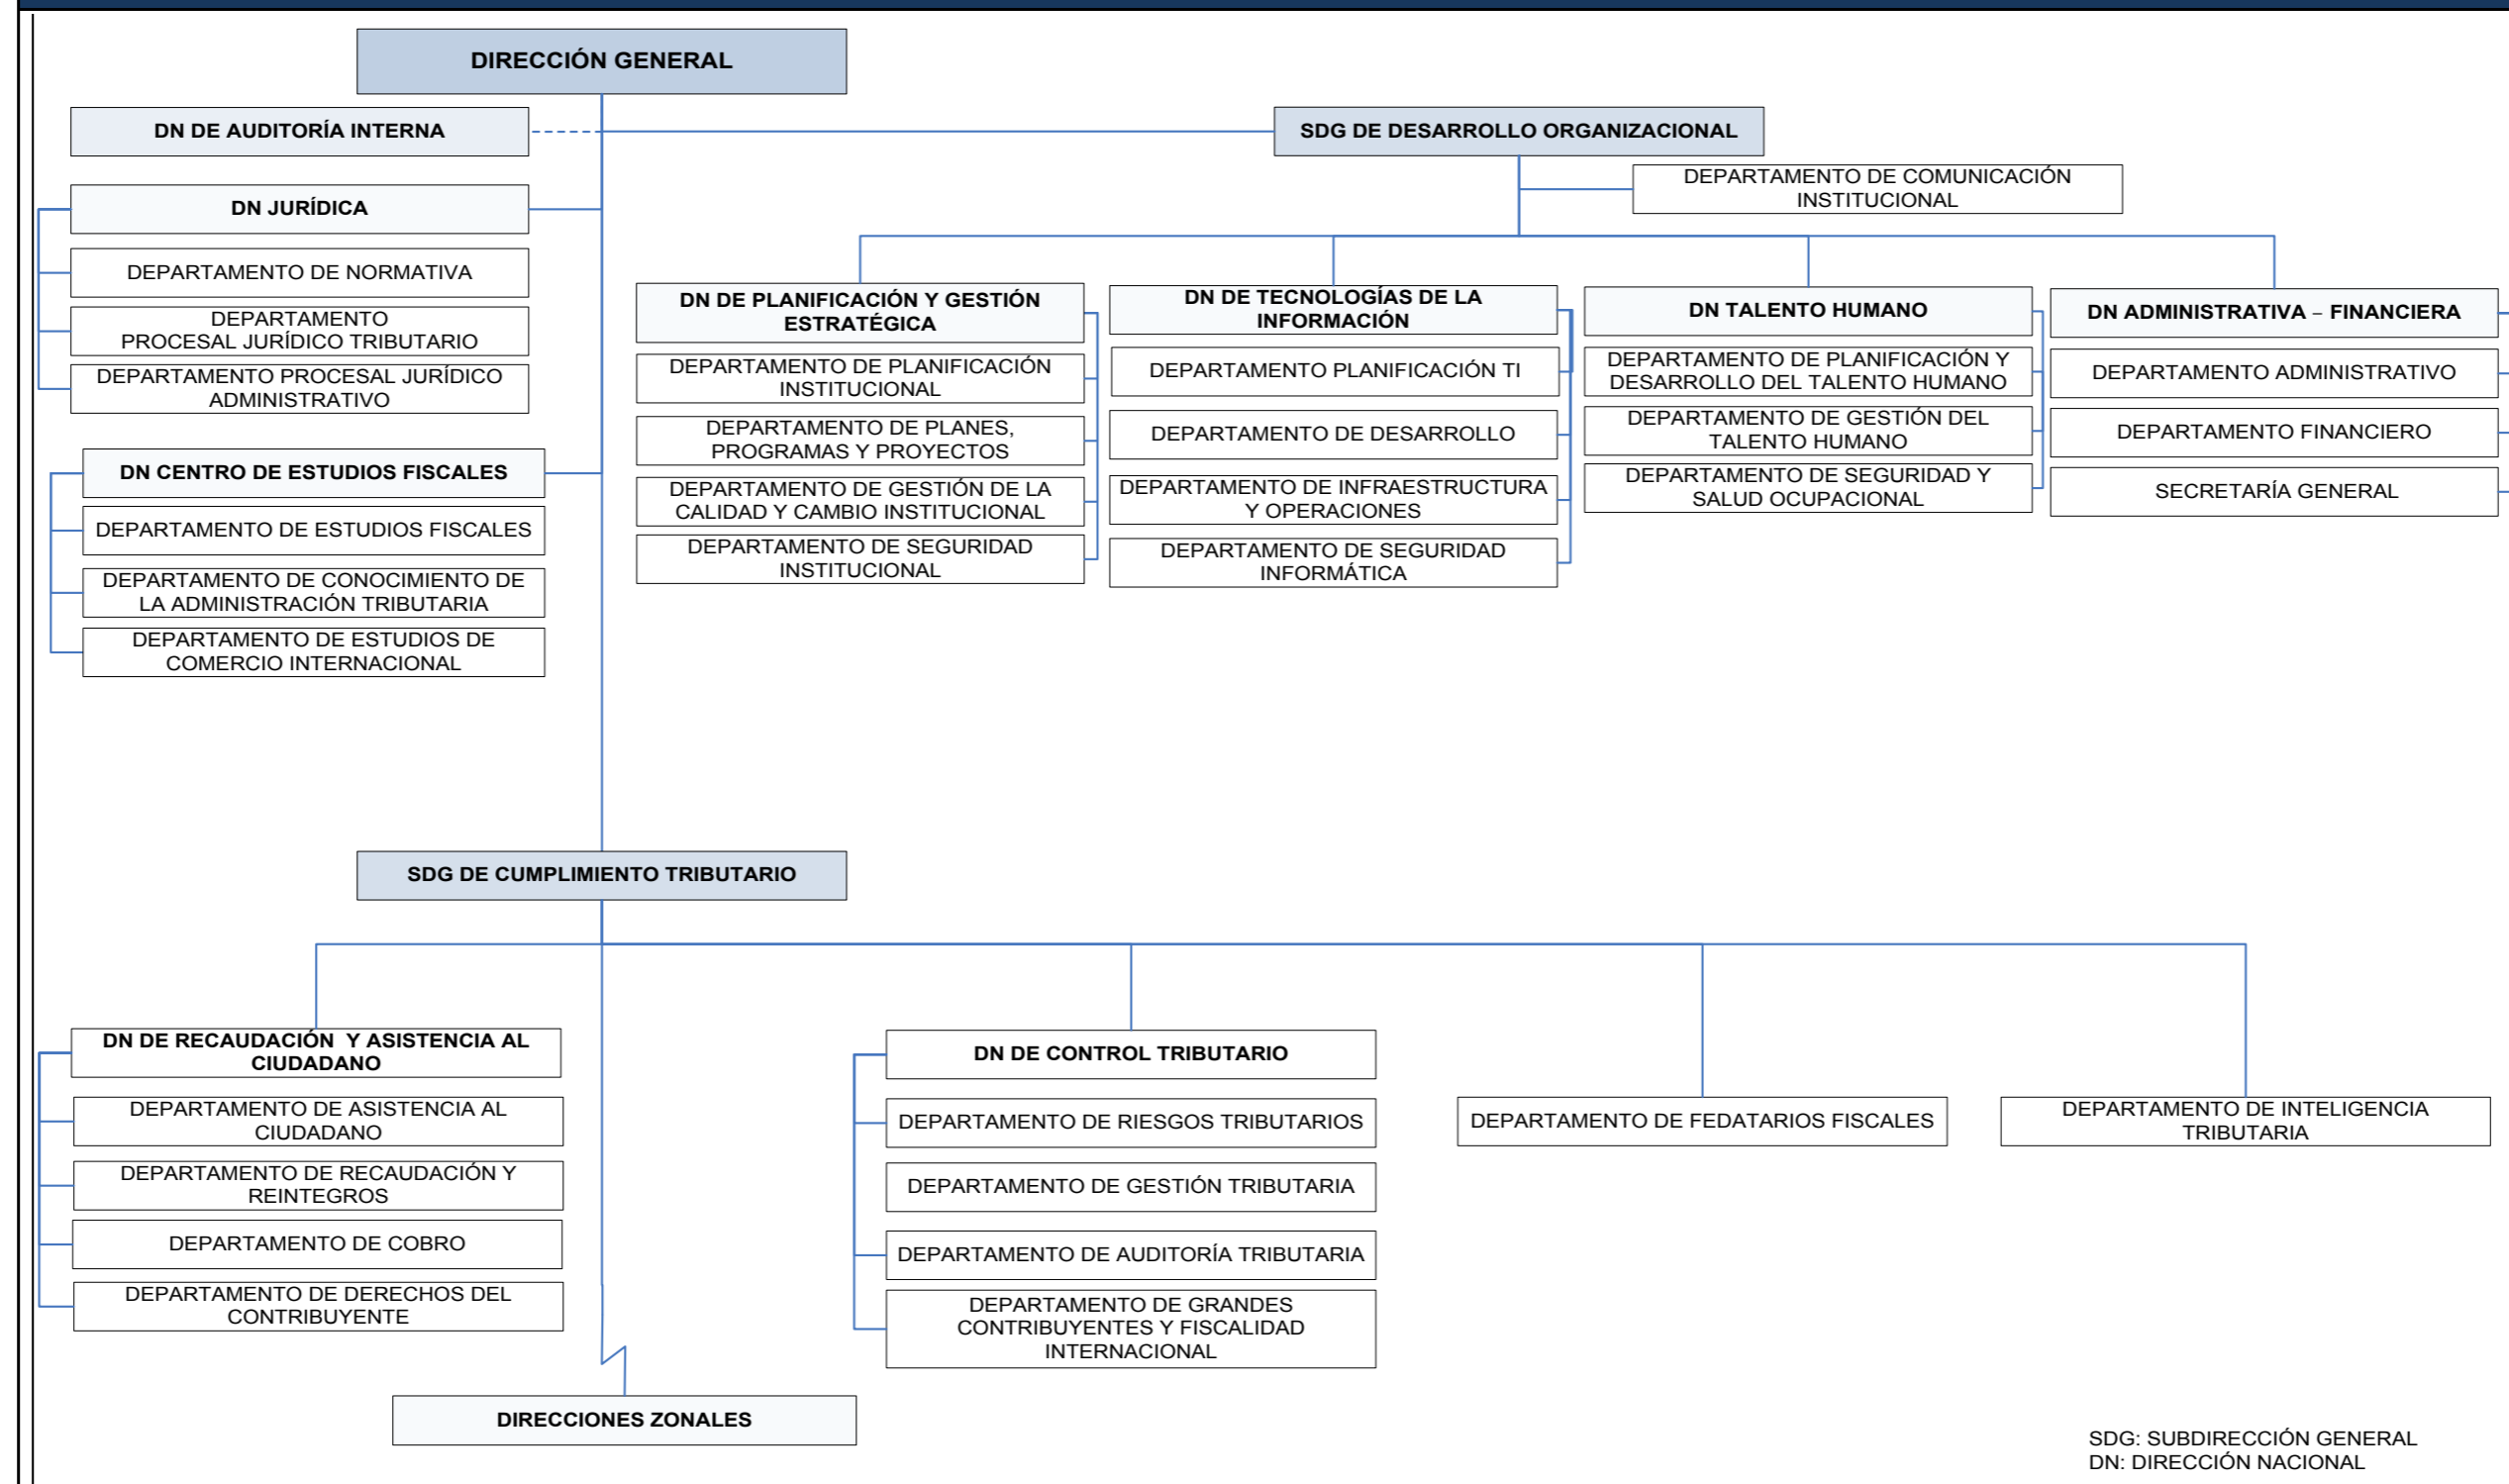 DIRECCIÓN GENERAL
DN DE AUDITORÍA INTERNA
SDG DE DESARROLLO ORGANIZACIONAL
DEPARTAMENTO DE COMUNICACIÓN
INSTITUCIONAL
DN JURÍDICA
DEPARTAMENTO DE NORMATIVA
DEPARTAMENTO
PROCESAL JURÍDICO TRIBUTARIO
DEPARTAMENTO PROCESAL JURÍDICO
ADMINISTRATIVO
DN CENTRO DE ESTUDIOS FISCALES
DEPARTAMENTO DE ESTUDIOS FISCALES
DEPARTAMENTO DE CONOCIMIENTO DE
LA ADMINISTRACIÓN TRIBUTARIA
DEPARTAMENTO DE ESTUDIOS DE
COMERCIO INTERNACIONAL
DN DE PLANIFICACIÓN Y GESTIÓN
ESTRATÉGICA
DEPARTAMENTO DE PLANIFICACIÓN
INSTITUCIONAL
DEPARTAMENTO DE PLANES,
PROGRAMAS Y PROYECTOS
DEPARTAMENTO DE GESTIÓN DE LA
CALIDAD Y CAMBIO INSTITUCIONAL
DEPARTAMENTO DE SEGURIDAD
INSTITUCIONAL
DN DE TECNOLOGÍAS DE LA
INFORMACIÓN
DEPARTAMENTO PLANIFICACIÓN TI
DEPARTAMENTO DE DESARROLLO
DEPARTAMENTO DE INFRAESTRUCTURA
Y OPERACIONES
DEPARTAMENTO DE SEGURIDAD
INFORMÁTICA
DN TALENTO HUMANO
DEPARTAMENTO DE PLANIFICACIÓN Y
DESARROLLO DEL TALENTO HUMANO
DEPARTAMENTO DE GESTIÓN DEL
TALENTO HUMANO
DEPARTAMENTO DE SEGURIDAD Y
SALUD OCUPACIONAL
DN ADMINISTRATIVA – FINANCIERA
DEPARTAMENTO ADMINISTRATIVO
DEPARTAMENTO FINANCIERO
SECRETARÍA GENERAL
SDG DE CUMPLIMIENTO TRIBUTARIO
DN DE RECAUDACIÓN Y ASISTENCIA AL
CIUDADANO
DEPARTAMENTO DE ASISTENCIA AL
CIUDADANO
DEPARTAMENTO DE RECAUDACIÓN Y
REINTEGROS
DEPARTAMENTO DE COBRO
DEPARTAMENTO DE DERECHOS DEL
CONTRIBUYENTE
DN DE CONTROL TRIBUTARIO
DEPARTAMENTO DE RIESGOS TRIBUTARIOS
DEPARTAMENTO DE GESTIÓN TRIBUTARIA
DEPARTAMENTO DE AUDITORÍA TRIBUTARIA
DEPARTAMENTO DE GRANDES
CONTRIBUYENTES Y FISCALIDAD
INTERNACIONAL
DEPARTAMENTO DE FEDATARIOS FISCALES
DEPARTAMENTO DE INTELIGENCIA
TRIBUTARIA
DIRECCIONES ZONALES
SDG: SUBDIRECCIÓN GENERAL
DN: DIRECCIÓN NACIONAL